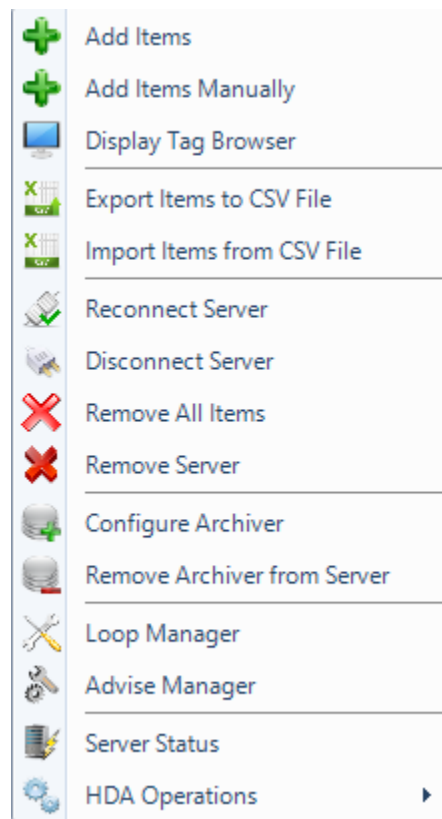 Add Items
Add Items Manually
Display Tag Browser
Export Items to CSV File
Import Items from CSV File
Reconnect Server
Disconnect Server
Remove All Items
Remove Server
Configure Archiver
Remove Archiver from Server
Loop Manager
Advise Manager
Server Status
HDA Operations